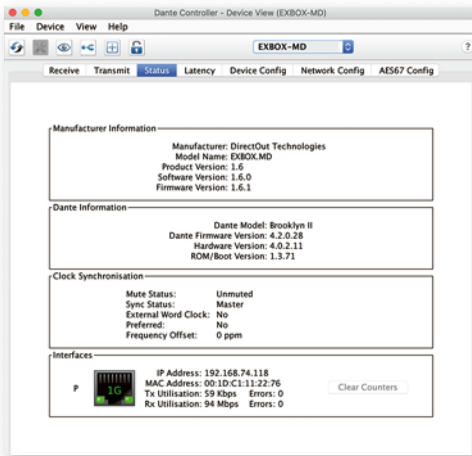 Dante Controller - Device View (EXBOX-MD)
File Device View Help
EXBOX-MD
?
Receive Transmit Status Latency Device Config Network Config AES67 Config
Manufacturer Information
Manufacturer: DirectOut Technologies
Model Name: EXBOX.MD
Product Version: 1.6
Software Version: 1.6.0
Firmware Version: 1.6.1
Dante Information
Dante Model: Brooklyn II
Dante Firmware Version: 4.2.0.28
Hardware Version: 4.0.2.11
ROM/Boot Version: 1.3.71
Clock Synchronisation
Mute Status: Unmuted
Sync Status: Master
External Word Clock: No
Preferred: No
Frequency Offset: 0 ppm
Interfaces
P
1G
IP Address: 192.168.74.118
MAC Address: 00:1D:C1:11:22:76
Tx Utilisation: 59 Kbps Errors: 0
Rx Utilisation: 94 Mbps Errors: 0
Clear Counters